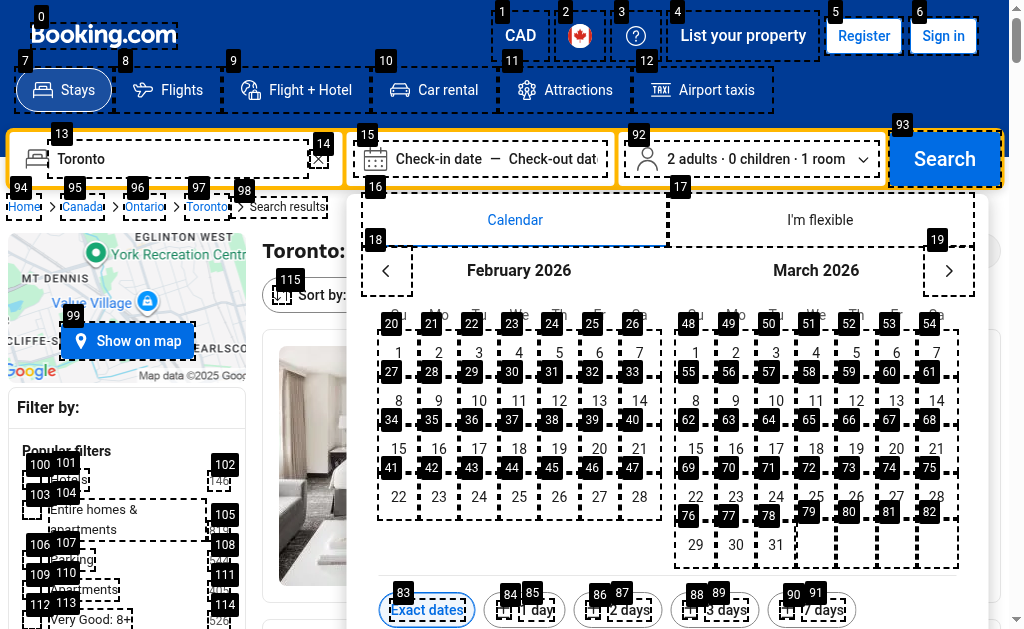 0
1
2
3
4
5
6
Booking.com
CAD
List your property
Register
Sign in
7
8
9
10
11
12
Stays
Flights
Flight + Hotel
Car rental
Attractions
TAXI
Airport taxis
13
14
15
92
93
Toronto
Check-in date — Check-out dat
2 adults · 0 children · 1 room
Search
94
95
96
97
98
16
17
Home > Canada > Ontario > Toronto > Search results
Calendar
I'm flexible
18
19
February 2026
March 2026
EGLINTON WEST
York Recreation Centr
MT DENNIS
Value Village
99
Show on map
CLIFFE-S
EARLSCO
Google
Map data ©2025 Goog
Toronto:
115
Sort by:
20 21 22 23 24 25 26
48 49 50 51 52 53 54
1 2 3 4 5 6 7
1 2 3 4 5 6 7
27 28 29 30 31 32 33
55 56 57 58 59 60 61
8 9 10 11 12 13 14
8 9 10 11 12 13 14
34 35 36 37 38 39 40
62 63 64 65 66 67 68
15 16 17 18 19 20 21
15 16 17 18 19 20 21
41 42 43 44 45 46 47
69 70 71 72 73 74 75
22 23 24 25 26 27 28
22 23 24 25 26 27 28
76 77 78 79 80 81 82
29 30 31
83
84 85
86 87
88 89
90 91
Exact dates
1 day
2 days
3 days
7 days
Filter by:
Popular filters
100 101 102
Hotels
146
103 104
Entire homes &
apartments
105
106 107 108
Parking
109 110 111
Apartments
112 113 114
Very Good: 8+
526